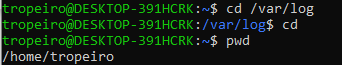 tropeiro@DESKTOP-391HCRK:~$ cd /var/log
tropeiro@DESKTOP-391HCRK:/var/log$ cd
tropeiro@DESKTOP-391HCRK:~$ pwd
/home/tropeiro